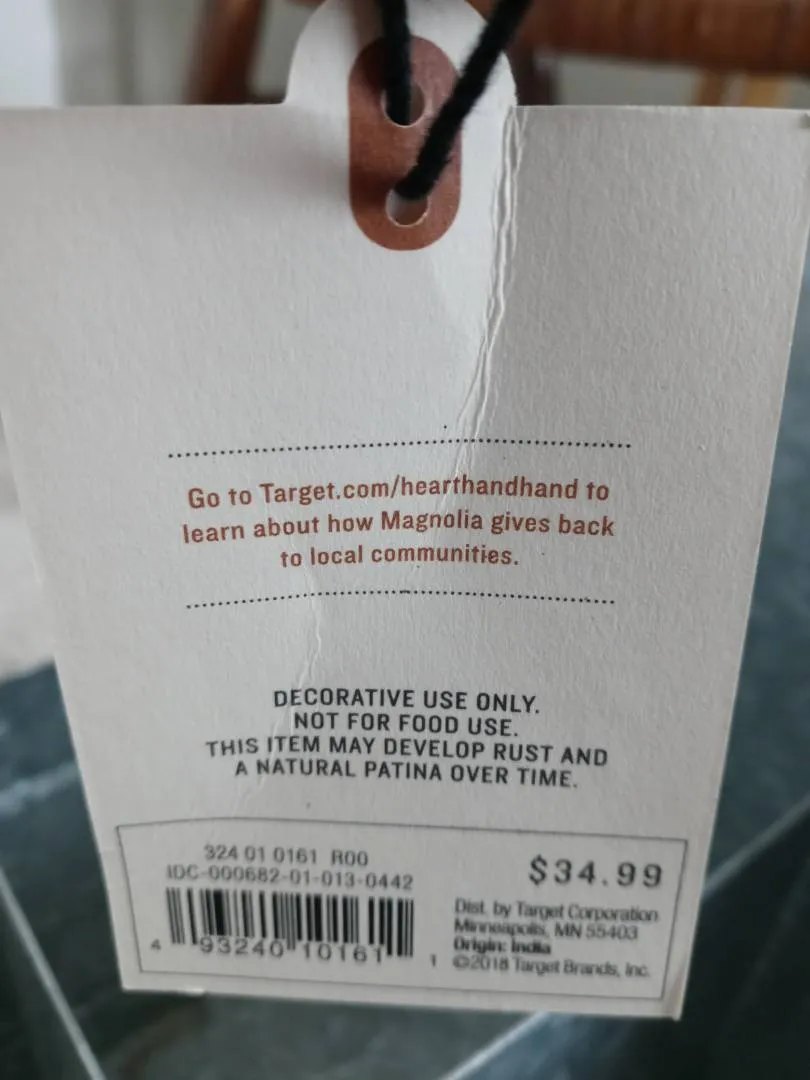 Go to Target.com/hearthandhand to
learn about how Magnolia gives back
to local communities.
DECORATIVE USE ONLY.
NOT FOR FOOD USE.
THIS ITEM MAY DEVELOP RUST AND
A NATURAL PATINA OVER TIME.
324 01 0161 R00
IDC-000682-01-013-0442
$34.99
4 93240 10161 1
Dist. by Target Corporation
Minneapolis, MN 55403
Origin: India
©2018 Target Brands, Inc.